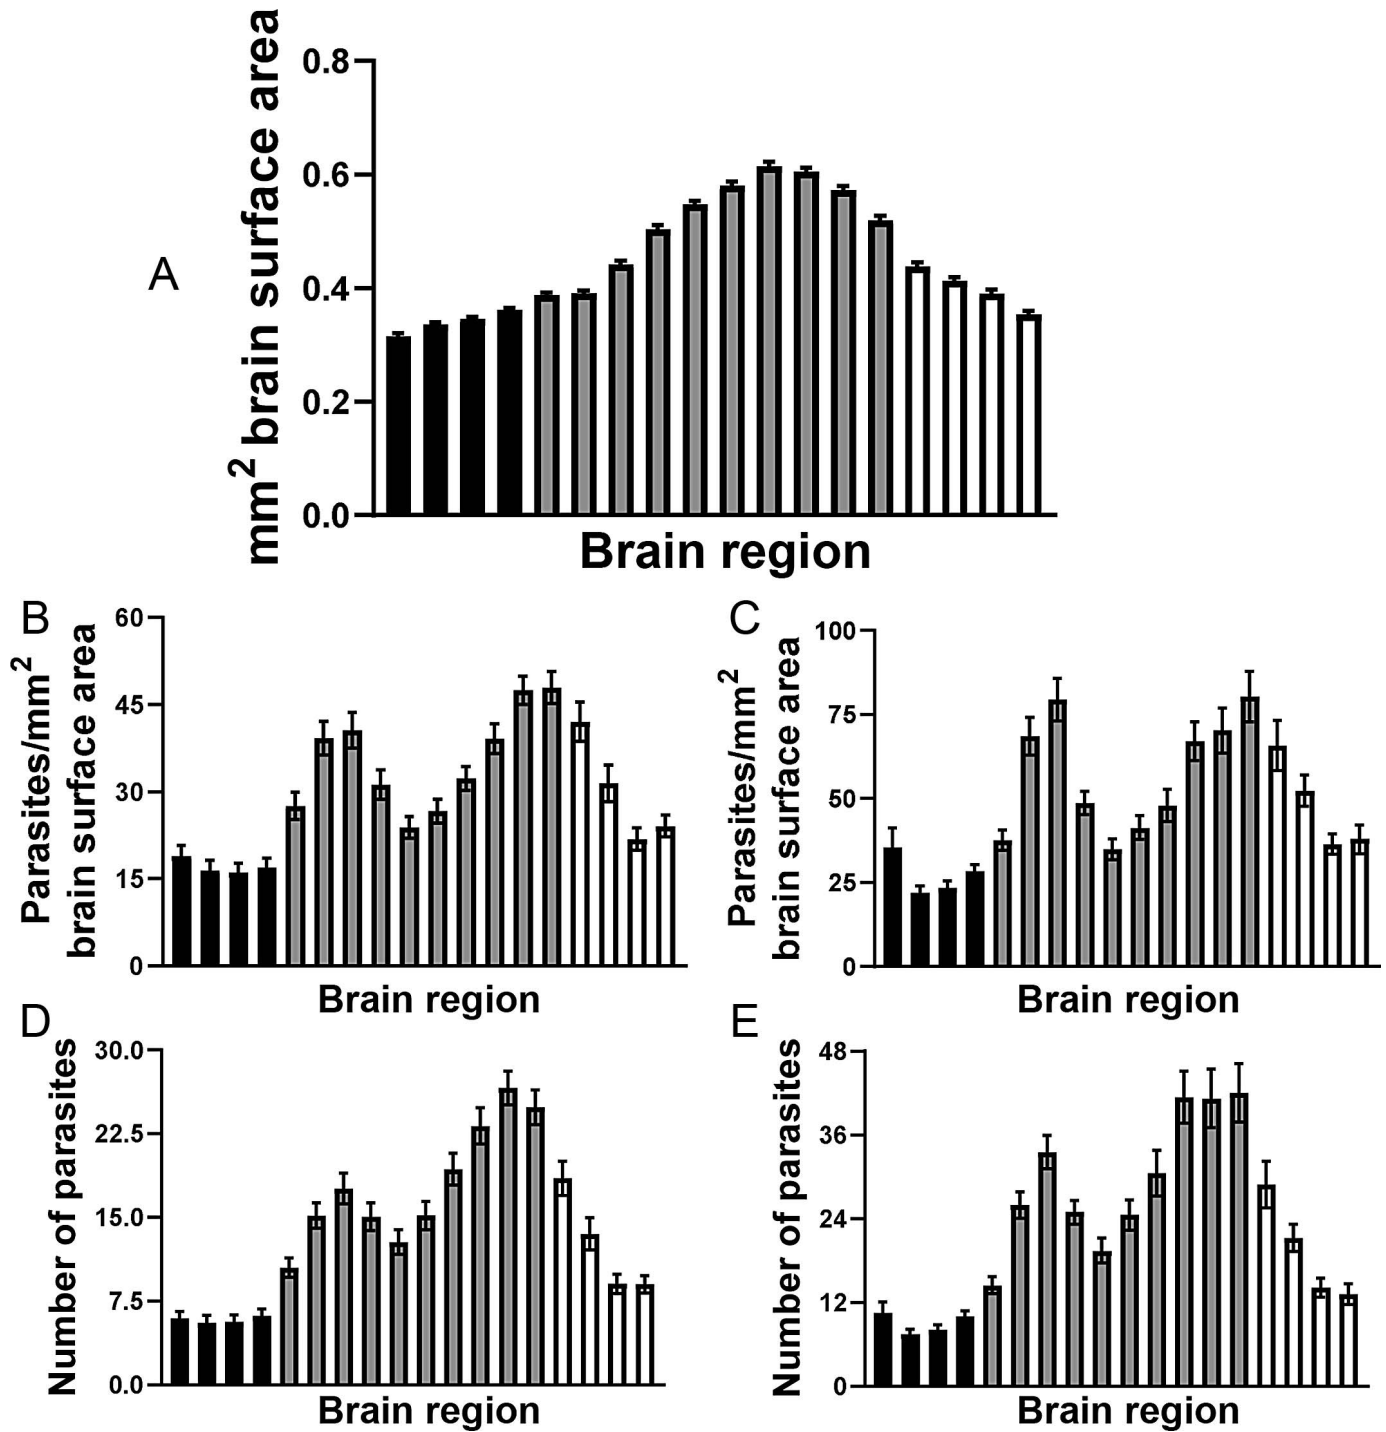 A
mm² brain surface area
0.8
0.6
0.4
0.2
0.0
Brain region
B
Parasites/mm²
brain surface area
60
45
30
15
0
Brain region
C
Parasites/mm²
brain surface area
100
75
50
25
0
Brain region
D
Number of parasites
30.0
22.5
15.0
7.5
0.0
Brain region
E
Number of parasites
48
36
24
12
0
Brain region